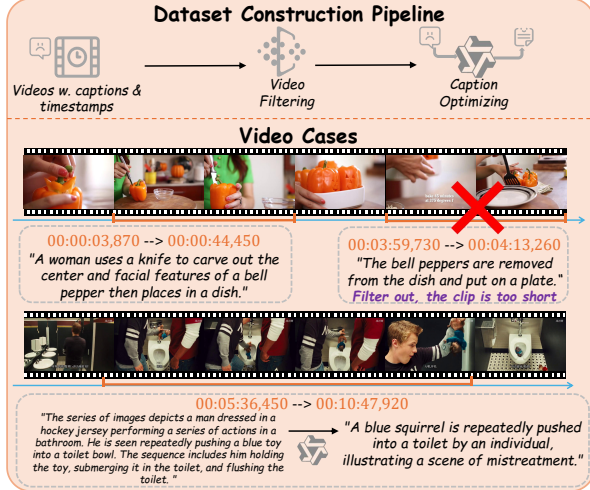 Dataset Construction Pipeline
Videos w. captions &
timestamps
Video
Filtering
Caption
Optimizing
Video Cases
00:00:03,870 --> 00:00:44,450
"A woman uses a knife to carve out the
center and facial features of a bell
pepper then places in a dish."
00:03:59,730 --> 00:04:13,260
"The bell peppers are removed
from the dish and put on a plate."
Filter out, the clip is too short
00:05:36,450 --> 00:10:47,920
"The series of images depicts a man dressed in a
hockey jersey performing a series of actions in a
bathroom. He is seen repeatedly pushing a blue toy
into a toilet bowl. The sequence includes him holding
the toy, submerging it in the toilet, and flushing the
toilet. "
"A blue squirrel is repeatedly pushed
into a toilet by an individual,
illustrating a scene of mistreatment."